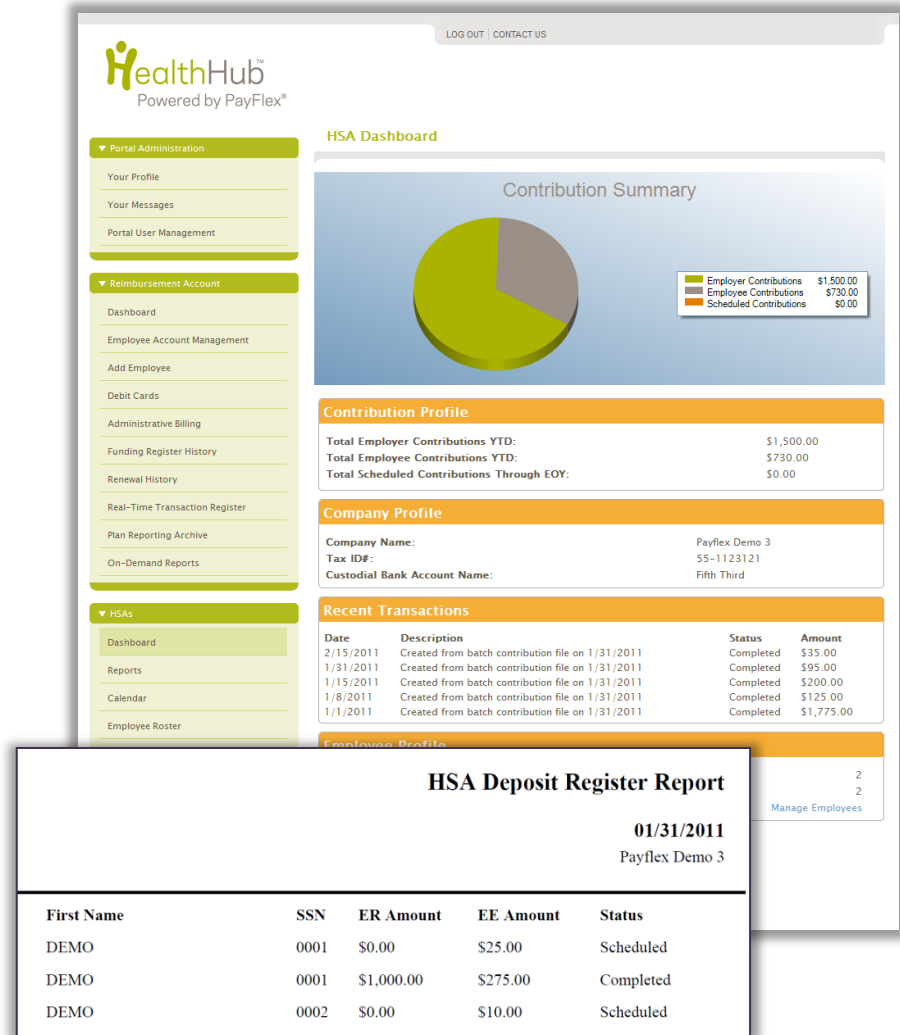 LOG OUT | CONTACT US
HealthHub™
Powered by PayFlex®
▼ Portal Administration
Your Profile
Your Messages
Portal User Management
▼ Reimbursement Account
Dashboard
Employee Account Management
Add Employee
Debit Cards
Administrative Billing
Funding Register History
Renewal History
Real-Time Transaction Register
Plan Reporting Archive
On-Demand Reports
▼ HSAs
Dashboard
Reports
Calendar
Employee Roster
HSA Dashboard
Contribution Summary
Employer Contributions $1,500.00
Employee Contributions $730.00
Scheduled Contributions $0.00
Contribution Profile
Total Employer Contributions YTD: $1,500.00
Total Employee Contributions YTD: $730.00
Total Scheduled Contributions Through EOY: $0.00
Company Profile
Company Name: Payflex Demo 3
Tax ID#: 55-1123121
Custodial Bank Account Name: Fifth Third
Recent Transactions
Date Description Status Amount
2/15/2011 Created from batch contribution file on 1/31/2011 Completed $35.00
1/31/2011 Created from batch contribution file on 1/31/2011 Completed $95.00
1/15/2011 Created from batch contribution file on 1/31/2011 Completed $200.00
1/8/2011 Created from batch contribution file on 1/31/2011 Completed $125.00
1/1/2011 Created from batch contribution file on 1/31/2011 Completed $1,775.00
Employee Profile
2
2
Manage Employees
HSA Deposit Register Report
01/31/2011
Payflex Demo 3
First Name SSN ER Amount EE Amount Status
DEMO 0001 $0.00 $25.00 Scheduled
DEMO 0001 $1,000.00 $275.00 Completed
DEMO 0002 $0.00 $10.00 Scheduled